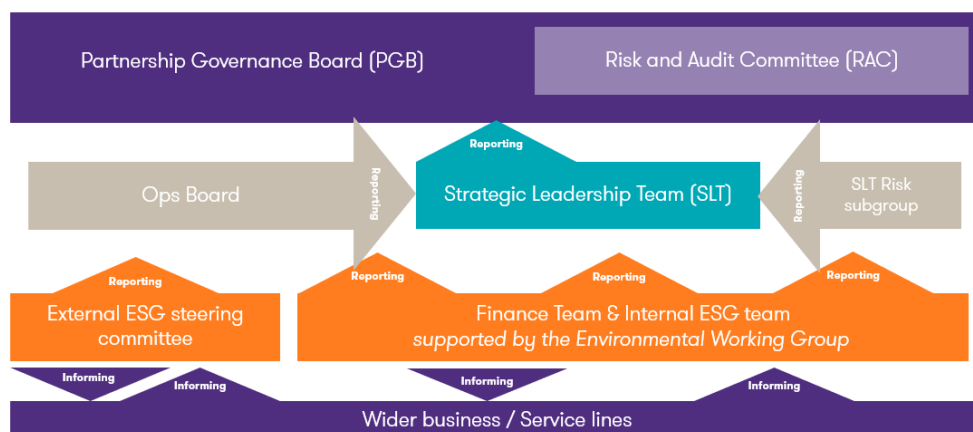 Partnership Governance Board (PGB)
Risk and Audit Committee (RAC)
Reporting
Ops Board
Reporting
Strategic Leadership Team (SLT)
Reporting
SLT Risk
subgroup
Reporting
External ESG steering
committee
Reporting
Reporting
Reporting
Finance Team & Internal ESG team
supported by the Environmental Working Group
Informing
Informing
Informing
Informing
Wider business / Service lines